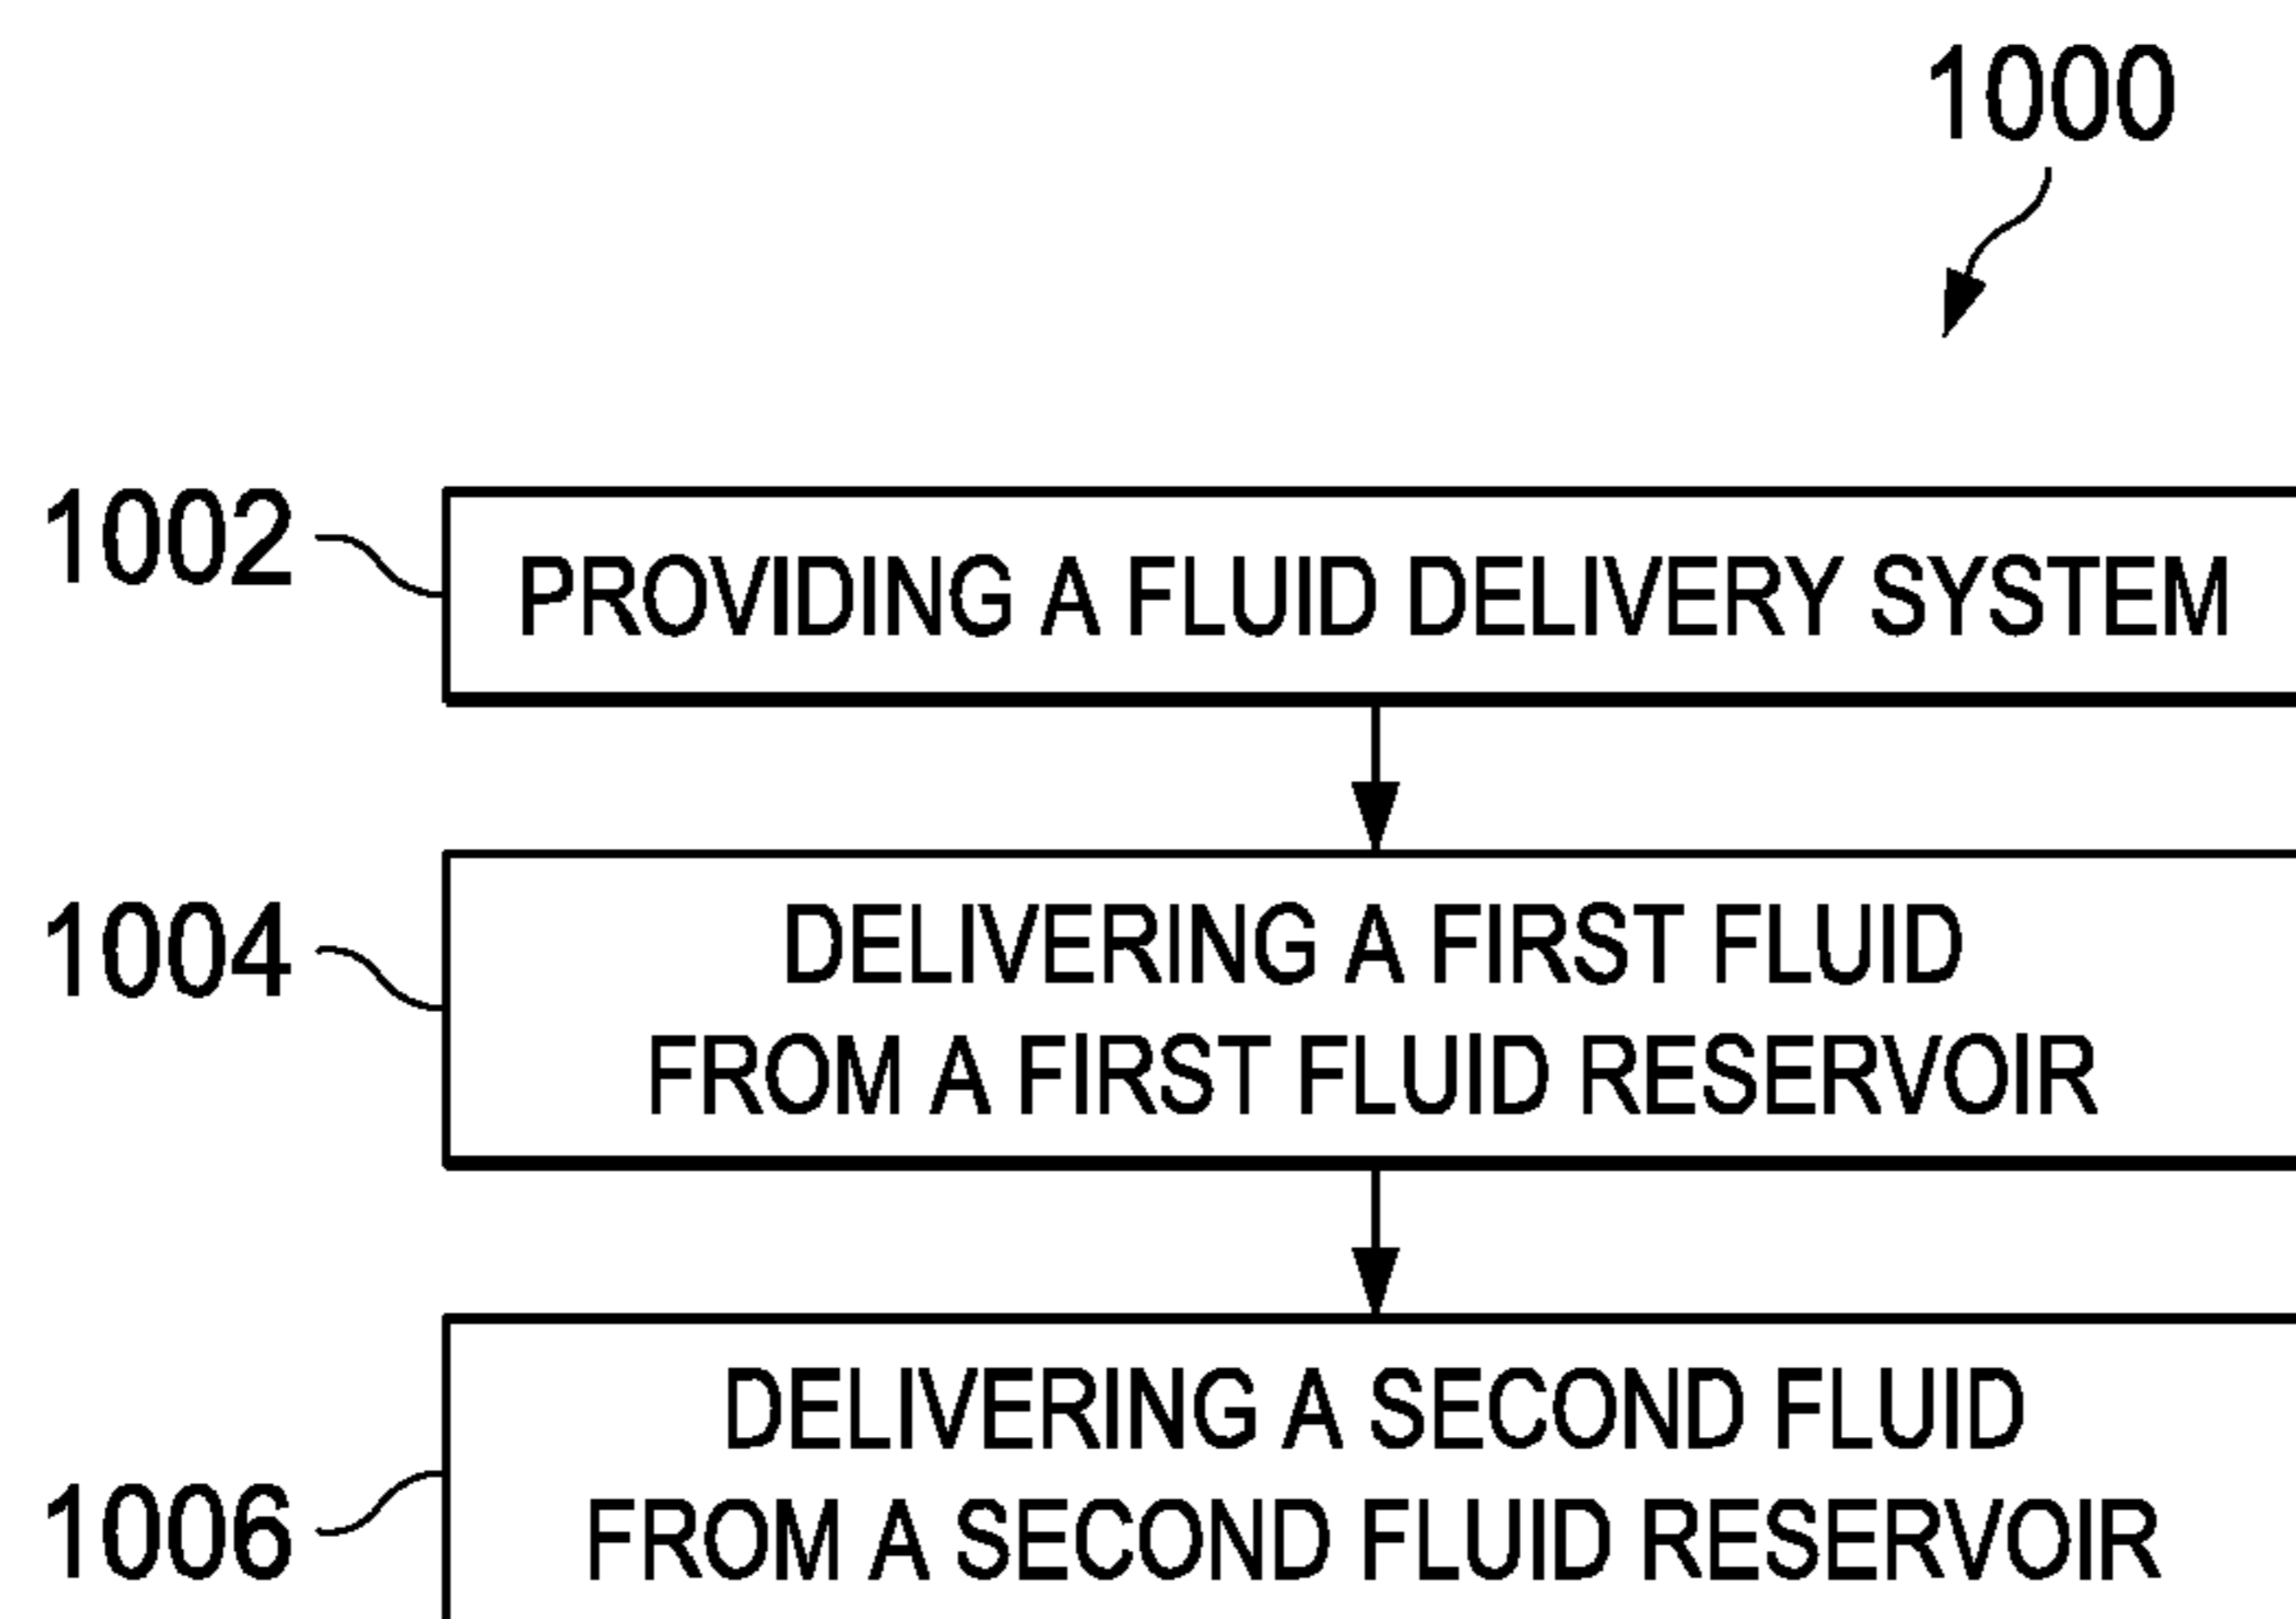 1000
1002
PROVIDING A FLUID DELIVERY SYSTEM
1004
DELIVERING A FIRST FLUID
FROM A FIRST FLUID RESERVOIR
1006
DELIVERING A SECOND FLUID
FROM A SECOND FLUID RESERVOIR